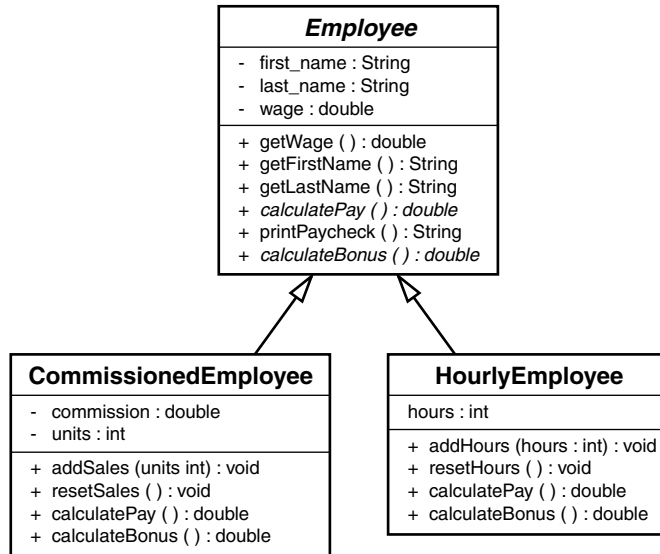 Employee
- first_name : String
- last_name : String
- wage : double
+ getWage ( ) : double
+ getFirstName ( ) : String
+ getLastName ( ) : String
+ calculatePay ( ) : double
+ printPaycheck ( ) : String
+ calculateBonus ( ) : double
CommissionedEmployee
- commission : double
- units : int
+ addSales (units int) : void
+ resetSales ( ) : void
+ calculatePay ( ) : double
+ calculateBonus ( ) : double
HourlyEmployee
hours : int
+ addHours (hours : int) : void
+ resetHours ( ) : void
+ calculatePay ( ) : double
+ calculateBonus ( ) : double